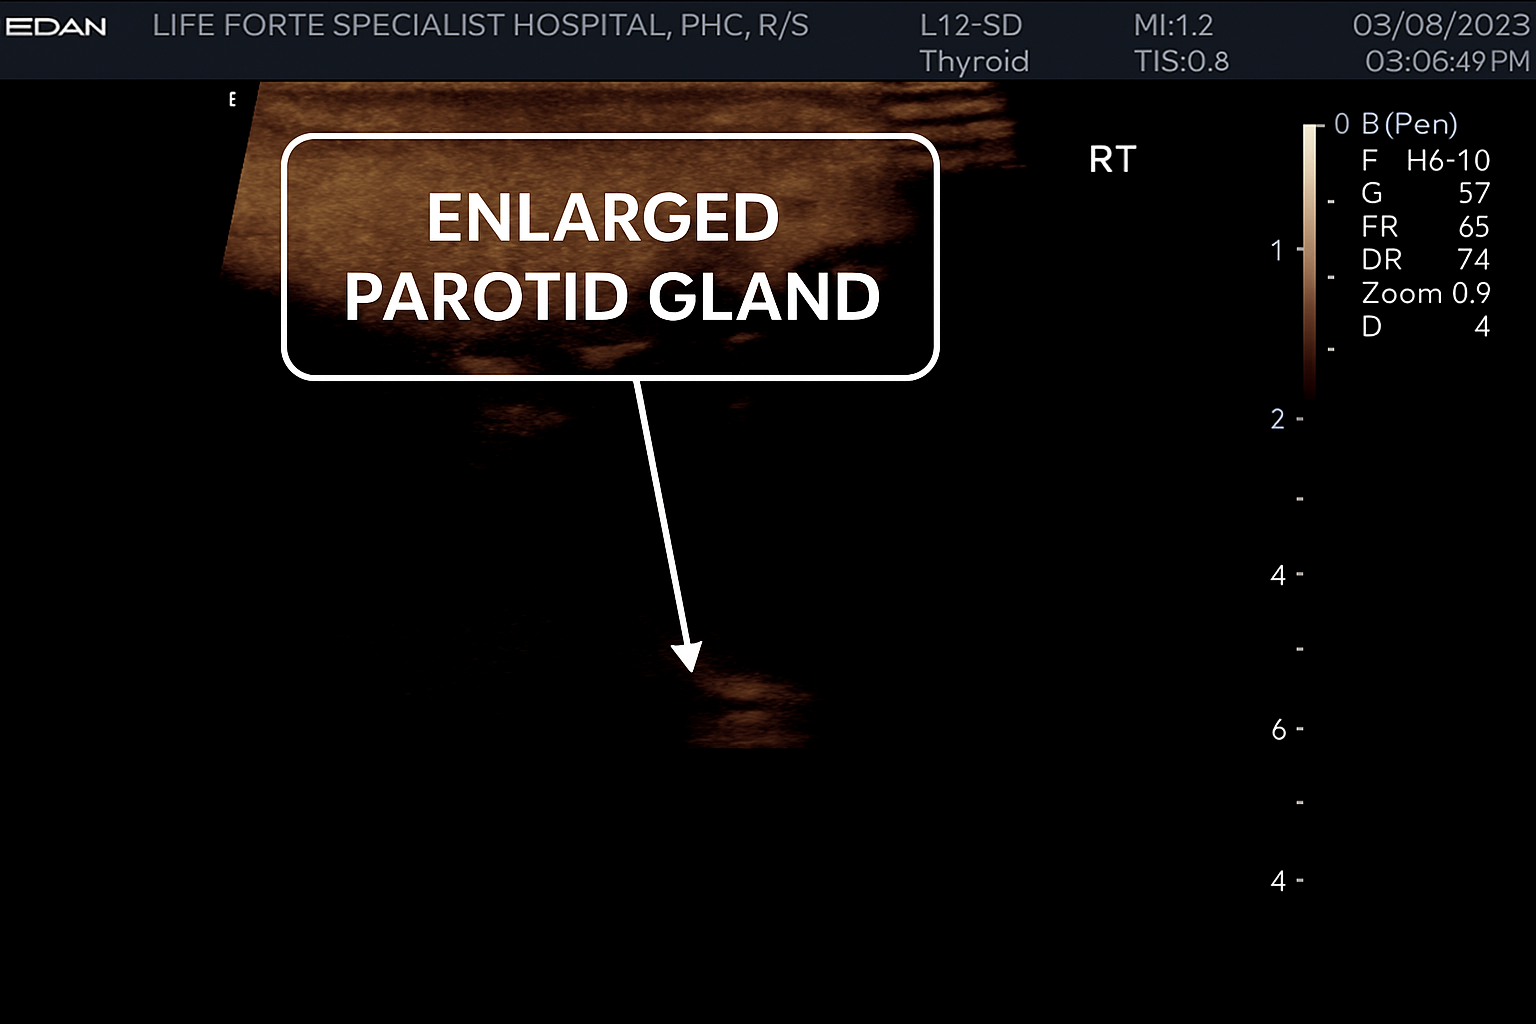 EDAN LIFE FORTE SPECIALIST HOSPITAL, PHC, R/S L12-SD MI:1.2 03/08/2023
Thyroid TIS:0.8 03:06:49 PM
E
RT
ENLARGED
PAROTID GLAND
0 B (Pen)
F H6-10
G 57
FR 65
DR 74
Zoom 0.9
D 4
1
2
4
6
4